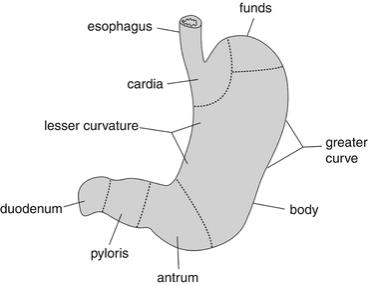 funds
esophagus
cardia
lesser curvature
greater
curve
duodenum
body
pyloris
antrum